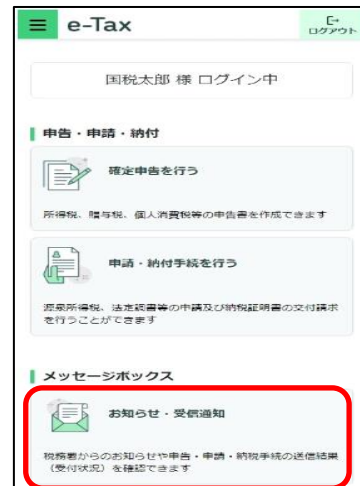 e-Tax
ログアウト
国税太郎 様 ログイン中
申告・申請・納付
確定申告を行う
所得税、贈与税、個人消費税等の申告書を作成できます
申請・納付手続を行う
源泉所得税、法定調書等の申請及び納税証明書の交付請求
を行うことができます
メッセージボックス
お知らせ・受信通知
税務署からのお知らせや申告・申請・納税手続の送信結果
（受付状況）を確認できます